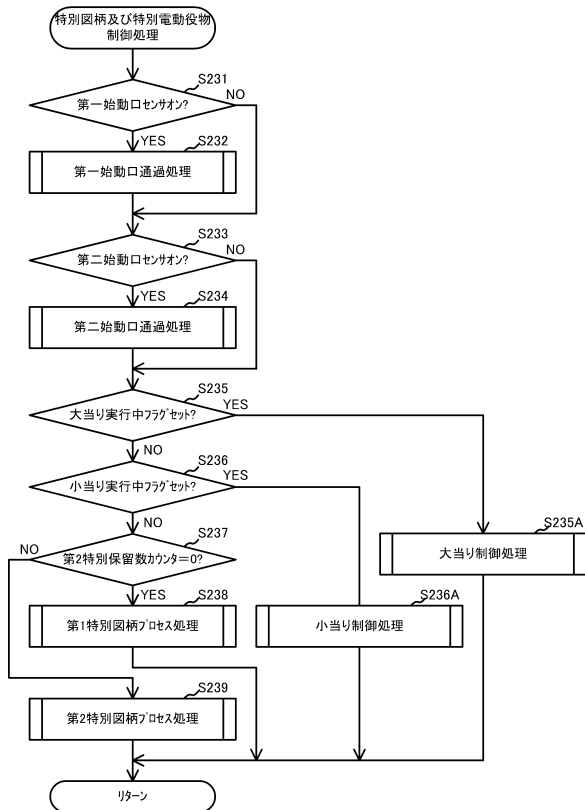 特別図柄及び特別電動役物
制御処理
S231
第一始動口センサオン?
NO
YES
S232
第一始動口通過処理
S233
第二始動口センサオン?
NO
YES
S234
第二始動口通過処理
S235
大当り実行中フラグセット?
YES
NO
S236
小当り実行中フラグセット?
YES
NO
S237
NO
第2特別保留数カウンタ=0?
S235A
大当り制御処理
YES
S238
第1特別図柄プロセス処理
S236A
小当り制御処理
S239
第2特別図柄プロセス処理
リターン